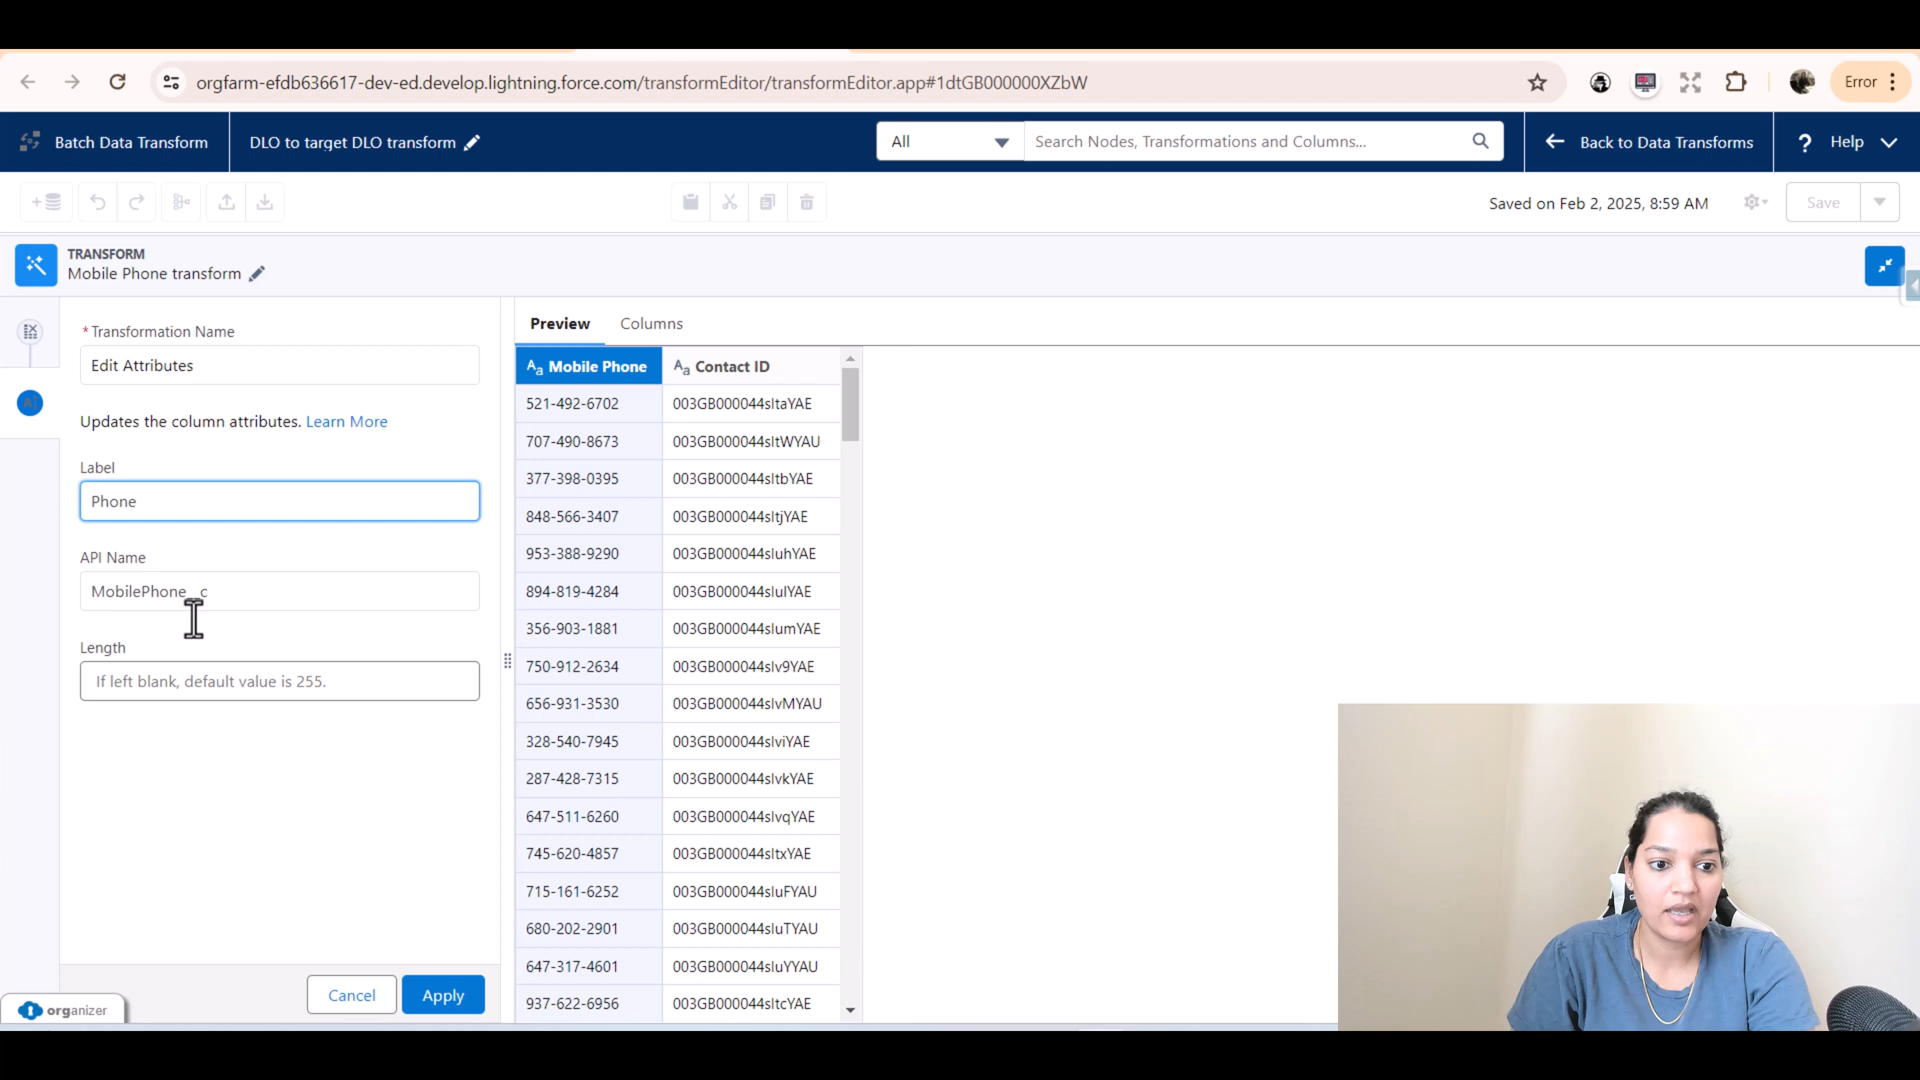 orgfarm-efdb636617-dev-ed.develop.lightning.force.com/transformEditor/transformEditor.app#1dtGB000000XZbW
Error
Batch Data Transform
DLO to target DLO transform
All
Search Nodes, Transformations and Columns...
Back to Data Transforms
? Help
Saved on Feb 2, 2025, 8:59 AM
Save
TRANSFORM
Mobile Phone transform
* Transformation Name
Edit Attributes
Updates the column attributes. Learn More
Label
Phone
API Name
MobilePhone__c
Length
If left blank, default value is 255.
Cancel
Apply
organizer
Preview
Columns
Aa Mobile Phone Aa Contact ID
521-492-6702 003GB000044sItaYAE
707-490-8673 003GB000044sItWYAU
377-398-0395 003GB000044sItbYAE
848-566-3407 003GB000044sItjYAE
953-388-9290 003GB000044sIuhYAE
894-819-4284 003GB000044sIulYAE
356-903-1881 003GB000044sIumYAE
750-912-2634 003GB000044sIv9YAE
656-931-3530 003GB000044sIvMYAU
328-540-7945 003GB000044sIviYAE
287-428-7315 003GB000044sIvkYAE
647-511-6260 003GB000044sIvqYAE
745-620-4857 003GB000044sItxYAE
715-161-6252 003GB000044sIuFYAU
680-202-2901 003GB000044sIuTYAU
647-317-4601 003GB000044sIuYYAU
937-622-6956 003GB000044sItcYAE